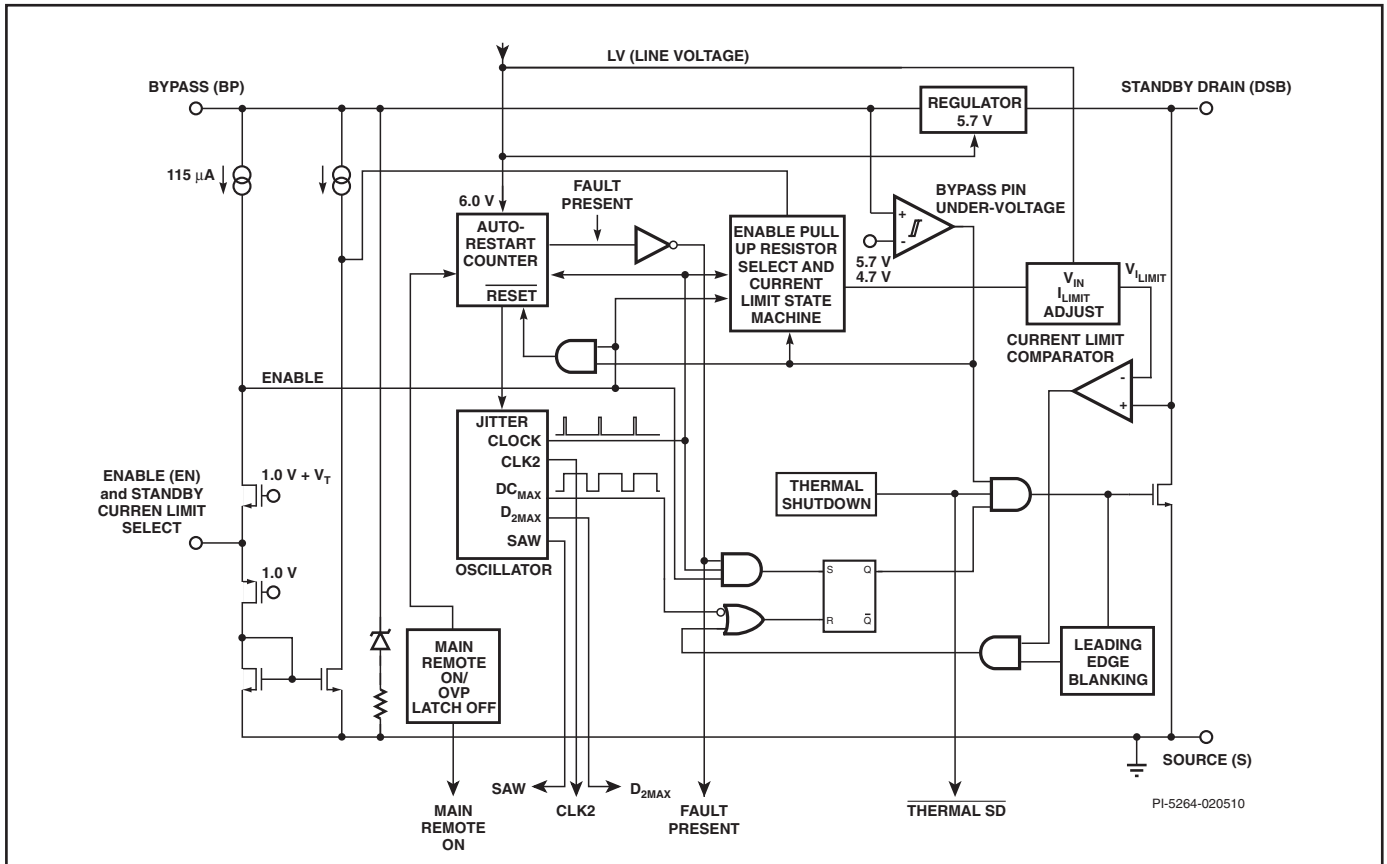 LV (LINE VOLTAGE)
BYPASS (BP)
STANDBY DRAIN (DSB)
REGULATOR
5.7 V
115 µA
6.0 V
FAULT
PRESENT
AUTO-
RESTART
COUNTER
RESET
ENABLE PULL
UP RESISTOR
SELECT AND
CURRENT
LIMIT STATE
MACHINE
BYPASS PIN
UNDER-VOLTAGE
+
-
5.7 V
4.7 V
VIN
ILIMIT
ADJUST
VILIMIT
CURRENT LIMIT
COMPARATOR
-
+
ENABLE
JITTER
CLOCK
CLK2
DCMAX
D2MAX
SAW
OSCILLATOR
ENABLE (EN)
and STANDBY
CURREN LIMIT
SELECT
1.0 V + VT
1.0 V
THERMAL
SHUTDOWN
S Q
R Q
MAIN
REMOTE
ON/
OVP
LATCH OFF
LEADING
EDGE
BLANKING
SOURCE (S)
SAW
CLK2
D2MAX
MAIN
REMOTE
ON
FAULT
PRESENT
THERMAL SD
PI-5264-020510